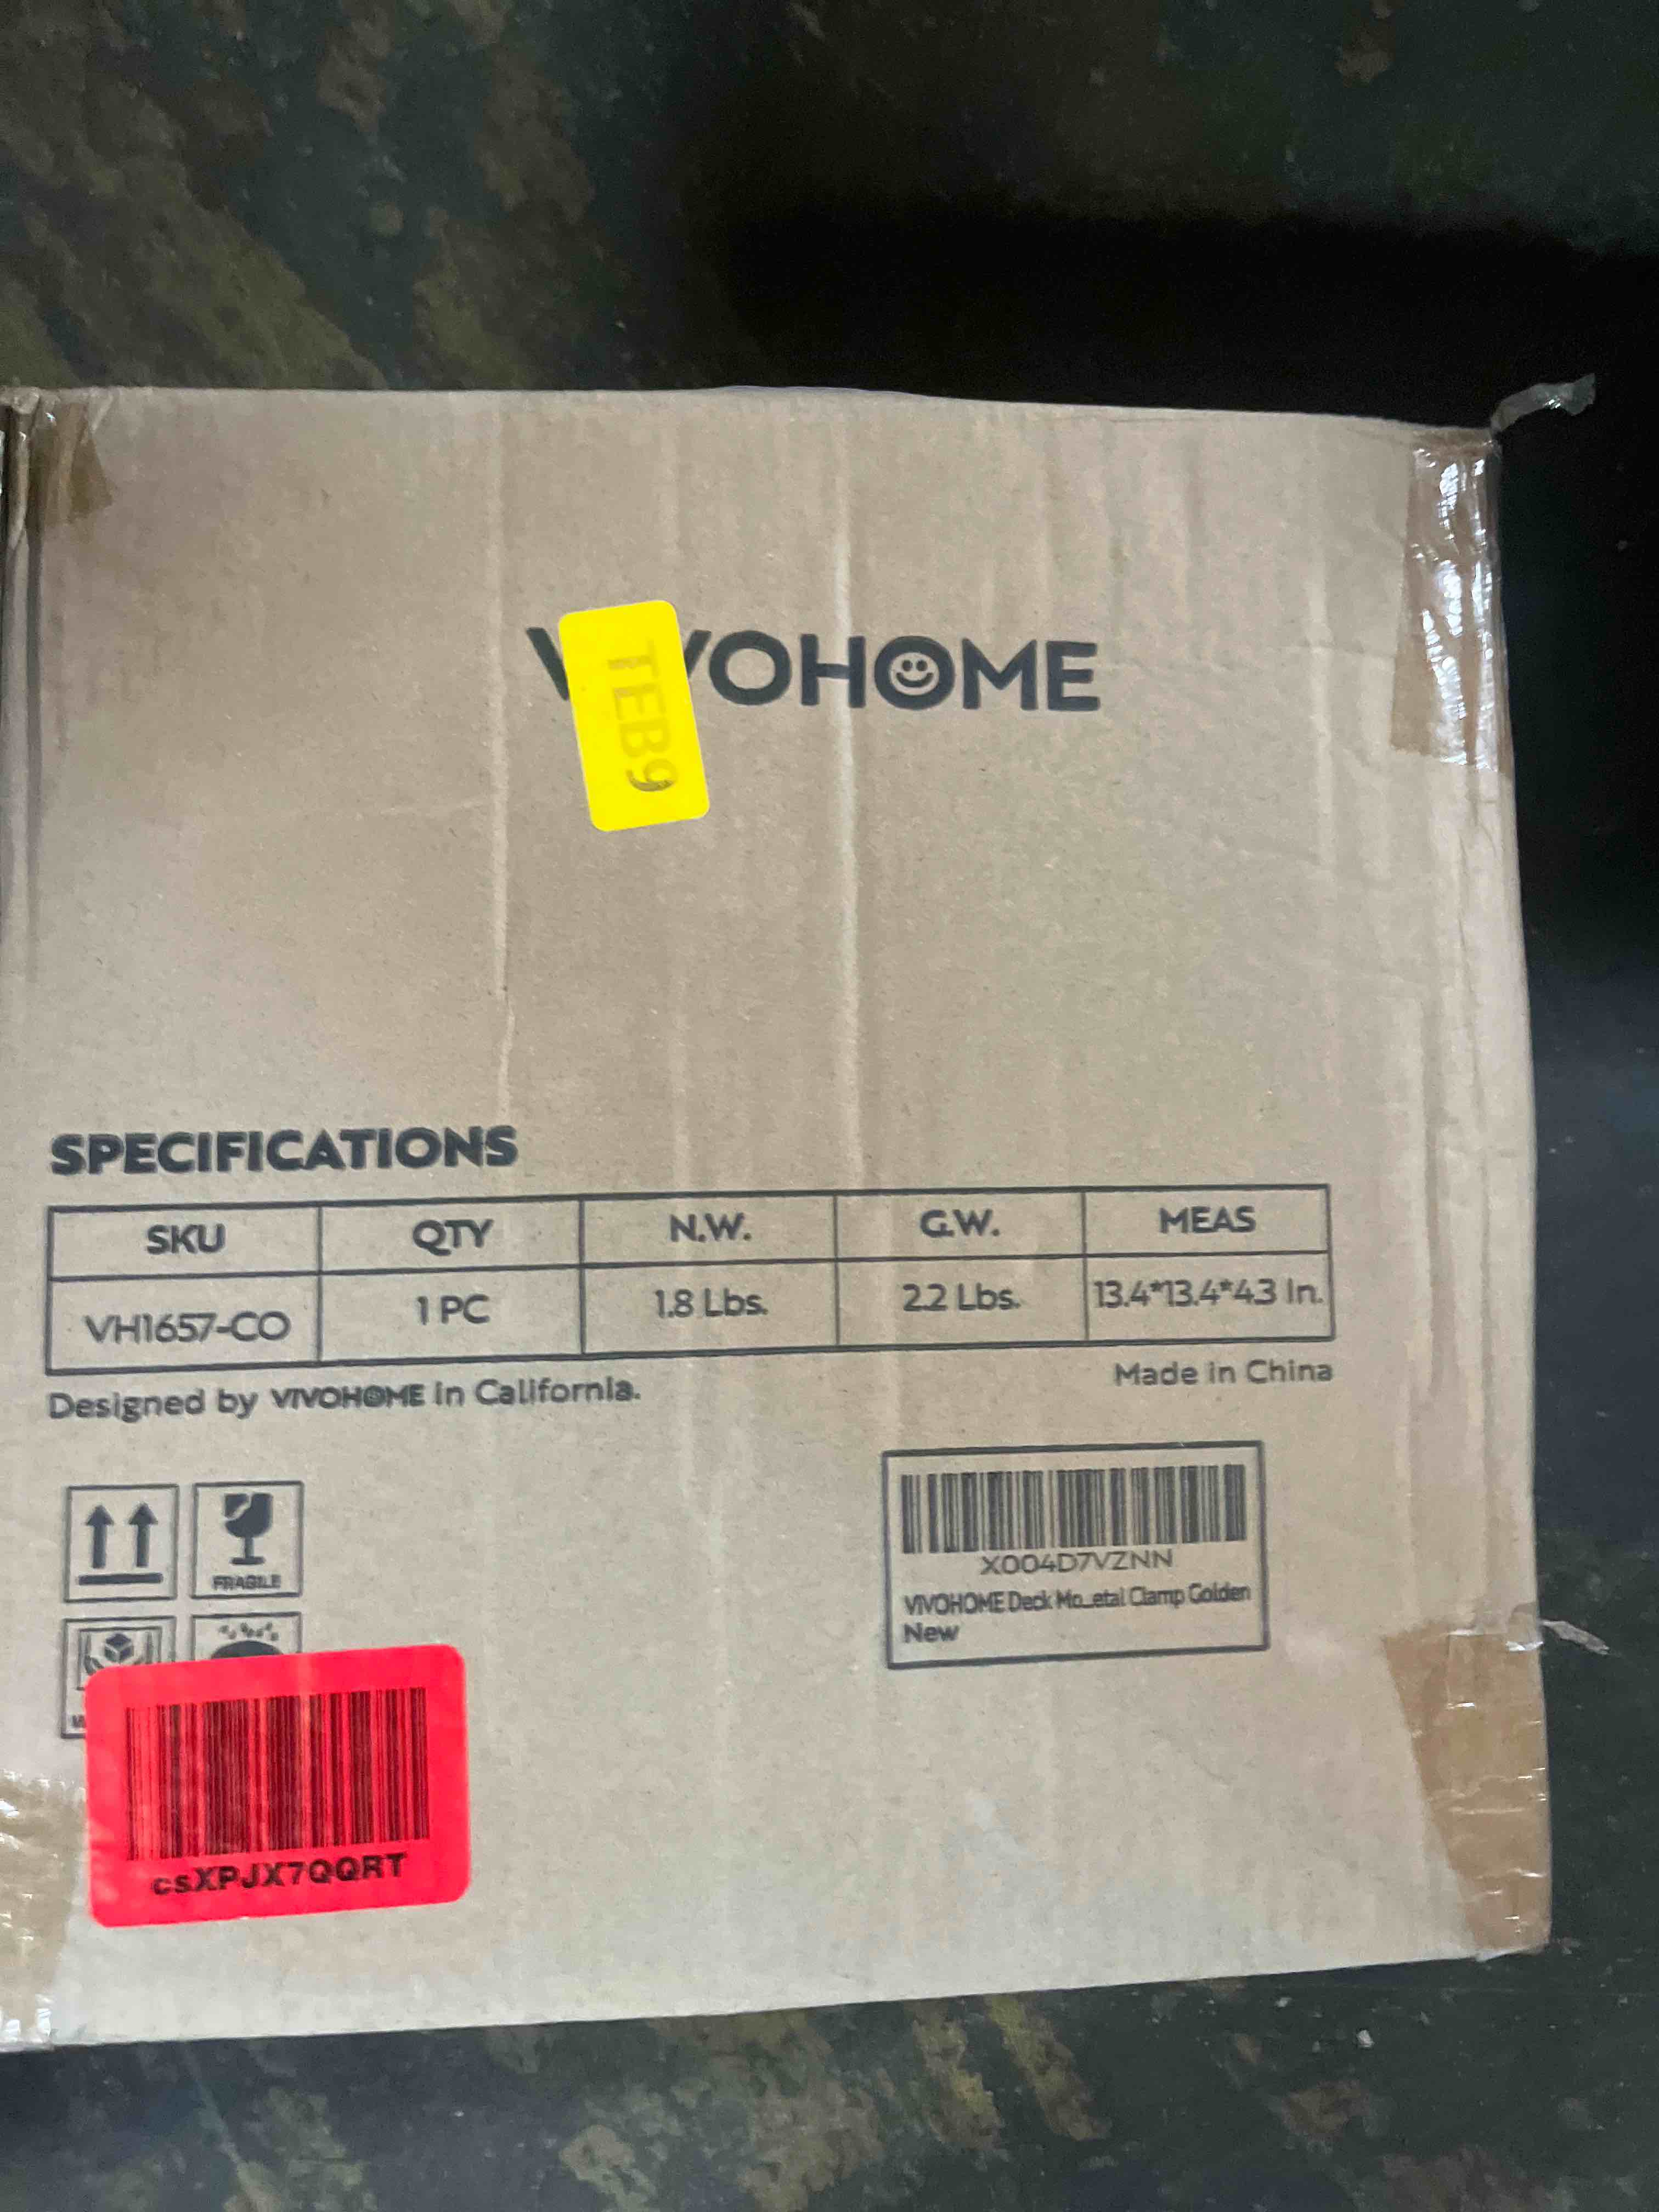 VIVOHOME
TEB9
SPECIFICATIONS
SKU QTY N.W. G.W. MEAS
VH1657-CO 1 PC 1.8 Lbs. 2.2 Lbs. 13.4*13.4*4.3 In.
Designed by VIVOHOME in California.
Made in China
FRAGILE
X004D7VZNN
VIVOHOME Deck Mo...etal Clamp Golden
New
csXPJX7QQRT